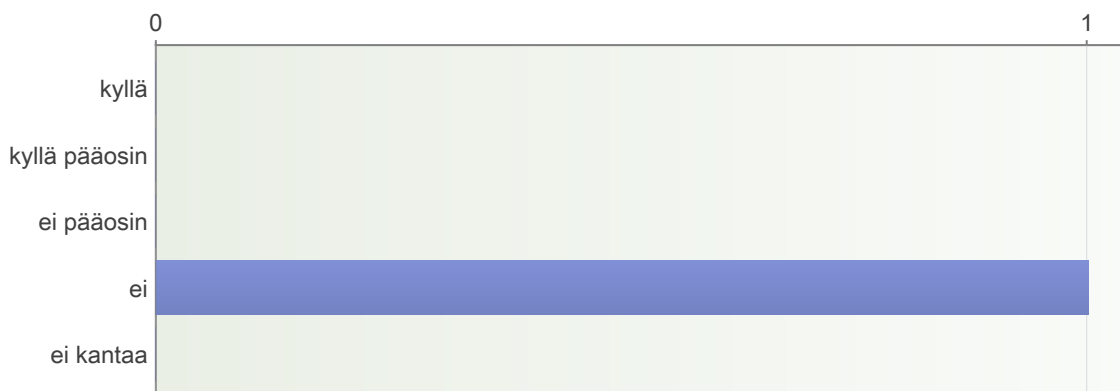 0 1
kyllä
kyllä pääosin
ei pääosin
ei
ei kantaa